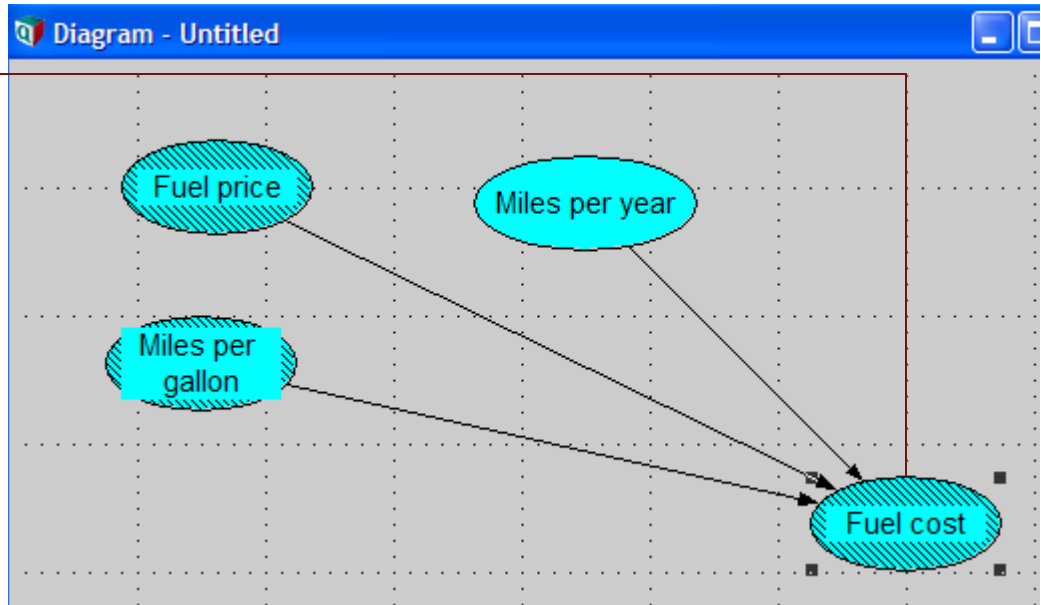 Diagram - Untitled
Fuel price
Miles per year
Miles per
gallon
Fuel cost